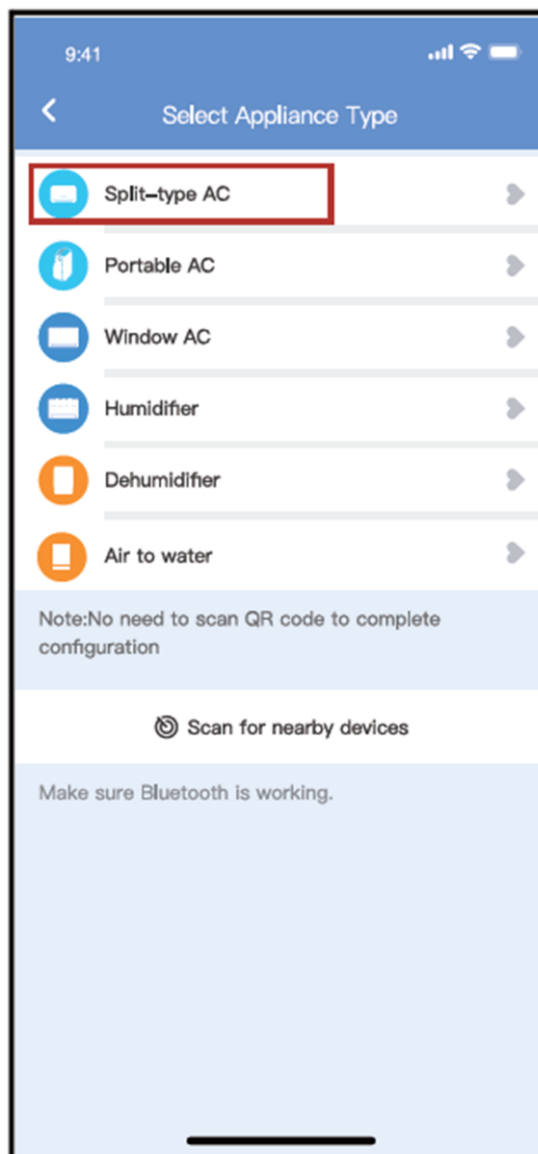 9:41
Select Appliance Type
Split-type AC
Portable AC
Window AC
Humidifier
Dehumidifier
Air to water
Note:No need to scan QR code to complete
configuration
Scan for nearby devices
Make sure Bluetooth is working.